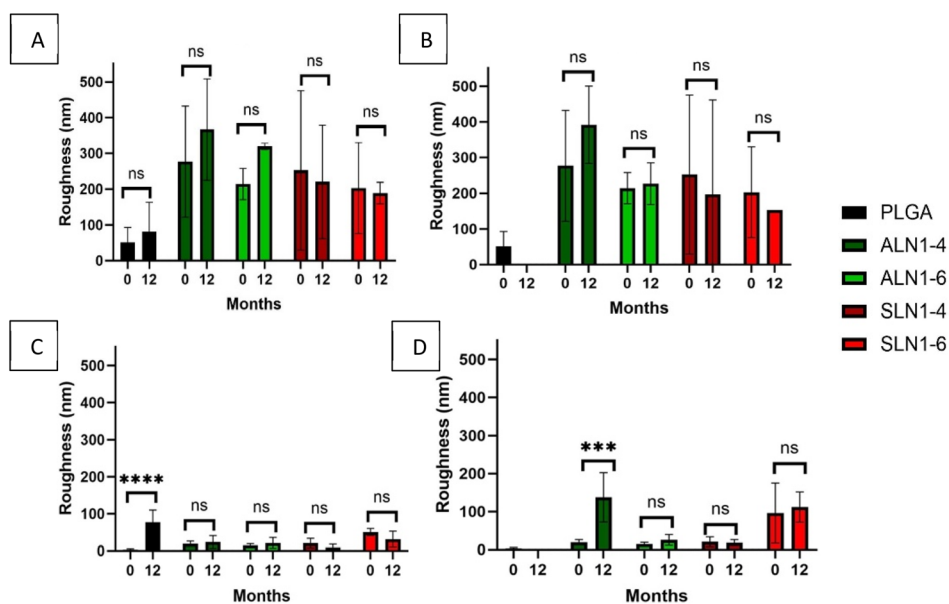 A
Roughness (nm)
500
400
300
200
100
0
ns
ns
ns
ns
ns
0 12 0 12 0 12 0 12 0 12
Months
B
Roughness (nm)
500
400
300
200
100
0
ns
ns
ns
ns
0 12 0 12 0 12 0 12 0 12
Months
C
Roughness (nm)
500
400
300
200
100
0
****
ns
ns
ns
ns
0 12 0 12 0 12 0 12 0 12
Months
D
Roughness (nm)
500
400
300
200
100
0
***
ns
ns
ns
0 12 0 12 0 12 0 12 0 12
Months
PLGA
ALN1-4
ALN1-6
SLN1-4
SLN1-6